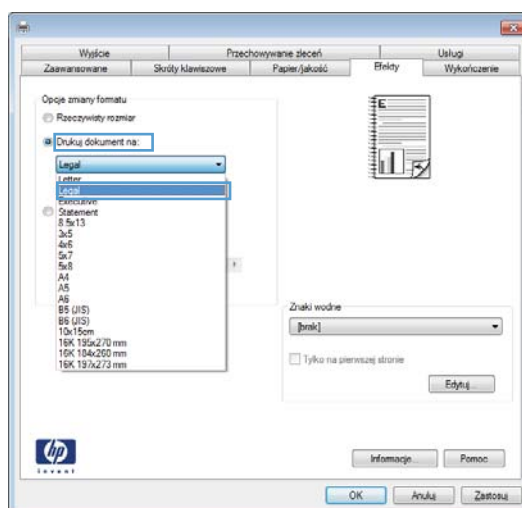 Wyjście Przechowywanie zleceń Usługi
Zaawansowane Skróty klawiszowe Papier/jakość Efekty Wykończenie
Opcje zmiany formatu
Rzeczywisty rozmiar
Drukuj dokument na:
Legal
Letter
Legal
Executive
Statement
8.5x13
3x5
4x6
5x7
5x8
A4
A5
A6
B5 (JIS)
B6 (JIS)
10x15cm
16K 195x270 mm
16K 184x260 mm
16K 197x273 mm
E
Znaki wodne
[brak]
Tylko na pierwszej stronie
Edytuj...
hp
invent
Informacje... Pomoc
OK Anuluj Zastosuj